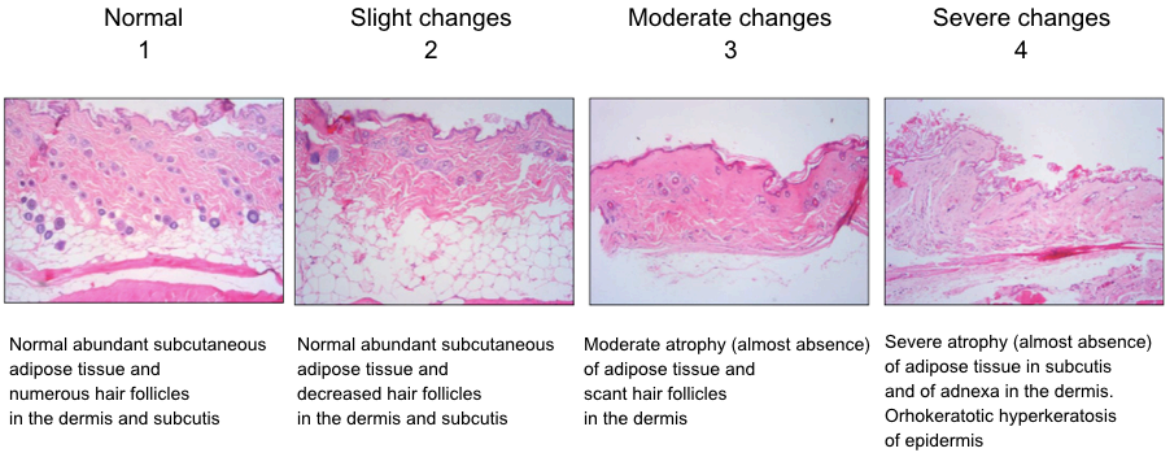 Normal
1
Slight changes
2
Moderate changes
3
Severe changes
4
Normal abundant subcutaneous
adipose tissue and
numerous hair follicles
in the dermis and subcutis
Normal abundant subcutaneous
adipose tissue and
decreased hair follicles
in the dermis and subcutis
Moderate atrophy (almost absence)
of adipose tissue and
scant hair follicles
in the dermis
Severe atrophy (almost absence)
of adipose tissue in subcutis
and of adnexa in the dermis.
Orhokeratotic hyperkeratosis
of epidermis